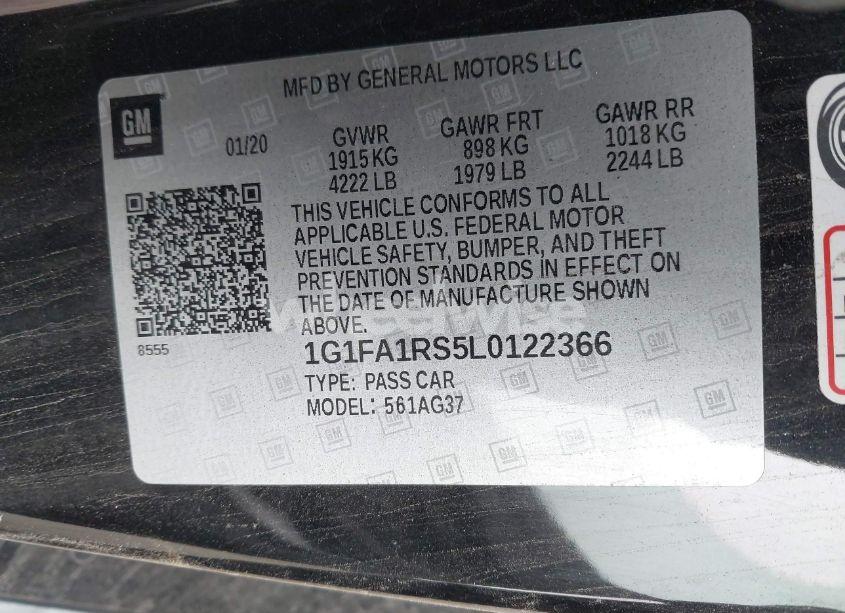 MFD BY GENERAL MOTORS LLC
GM
01/20
GVWR
1915 KG
4222 LB
GAWR FRT
898 KG
1979 LB
GAWR RR
1018 KG
2244 LB
THIS VEHICLE CONFORMS TO ALL
APPLICABLE U.S. FEDERAL MOTOR
VEHICLE SAFETY, BUMPER, AND THEFT
PREVENTION STANDARDS IN EFFECT ON
THE DATE OF MANUFACTURE SHOWN
ABOVE.
8555
1G1FA1RS5L0122366
TYPE: PASS CAR
MODEL: 561AG37